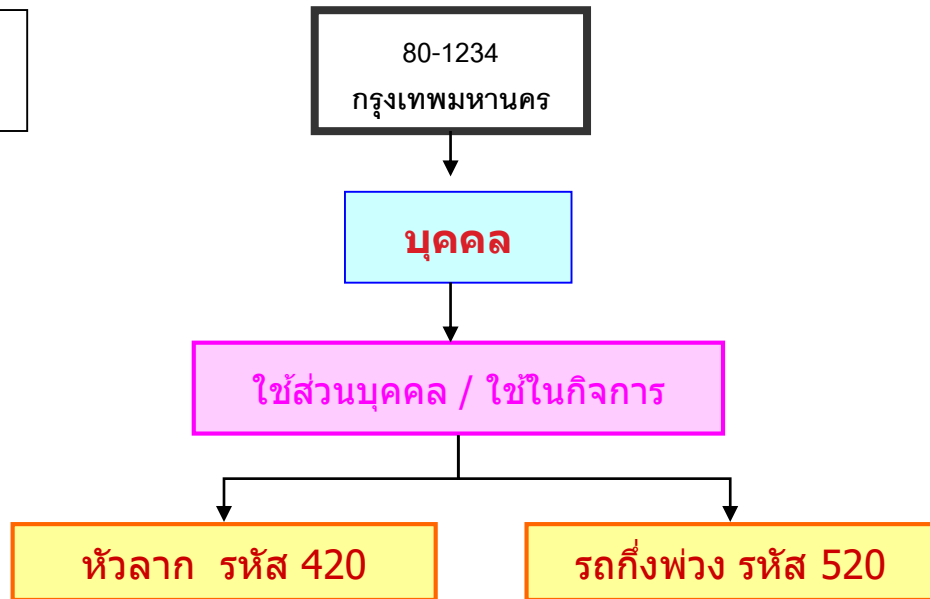 80-1234
กรุงเทพมหานคร
บุคคล
ใช้ส่วนบุคคล / ใช้ในกิจการ
หัวลาก รหัส 420
รถกึ่งพ่วง รหัส 520